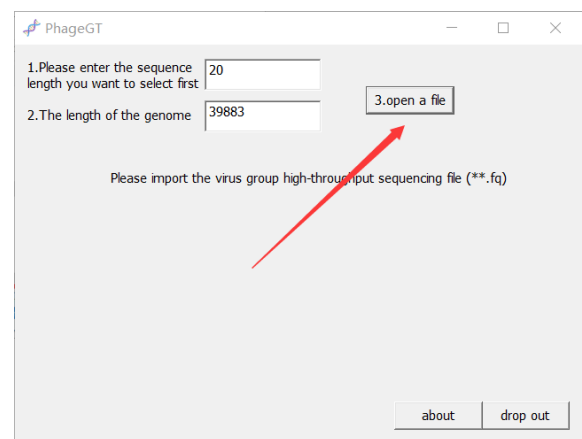 PhageGT
1.Please enter the sequence
length you want to select first
20
2.The length of the genome
39883
3.open a file
Please import the virus group high-throughput sequencing file (**.fq)
about
drop out